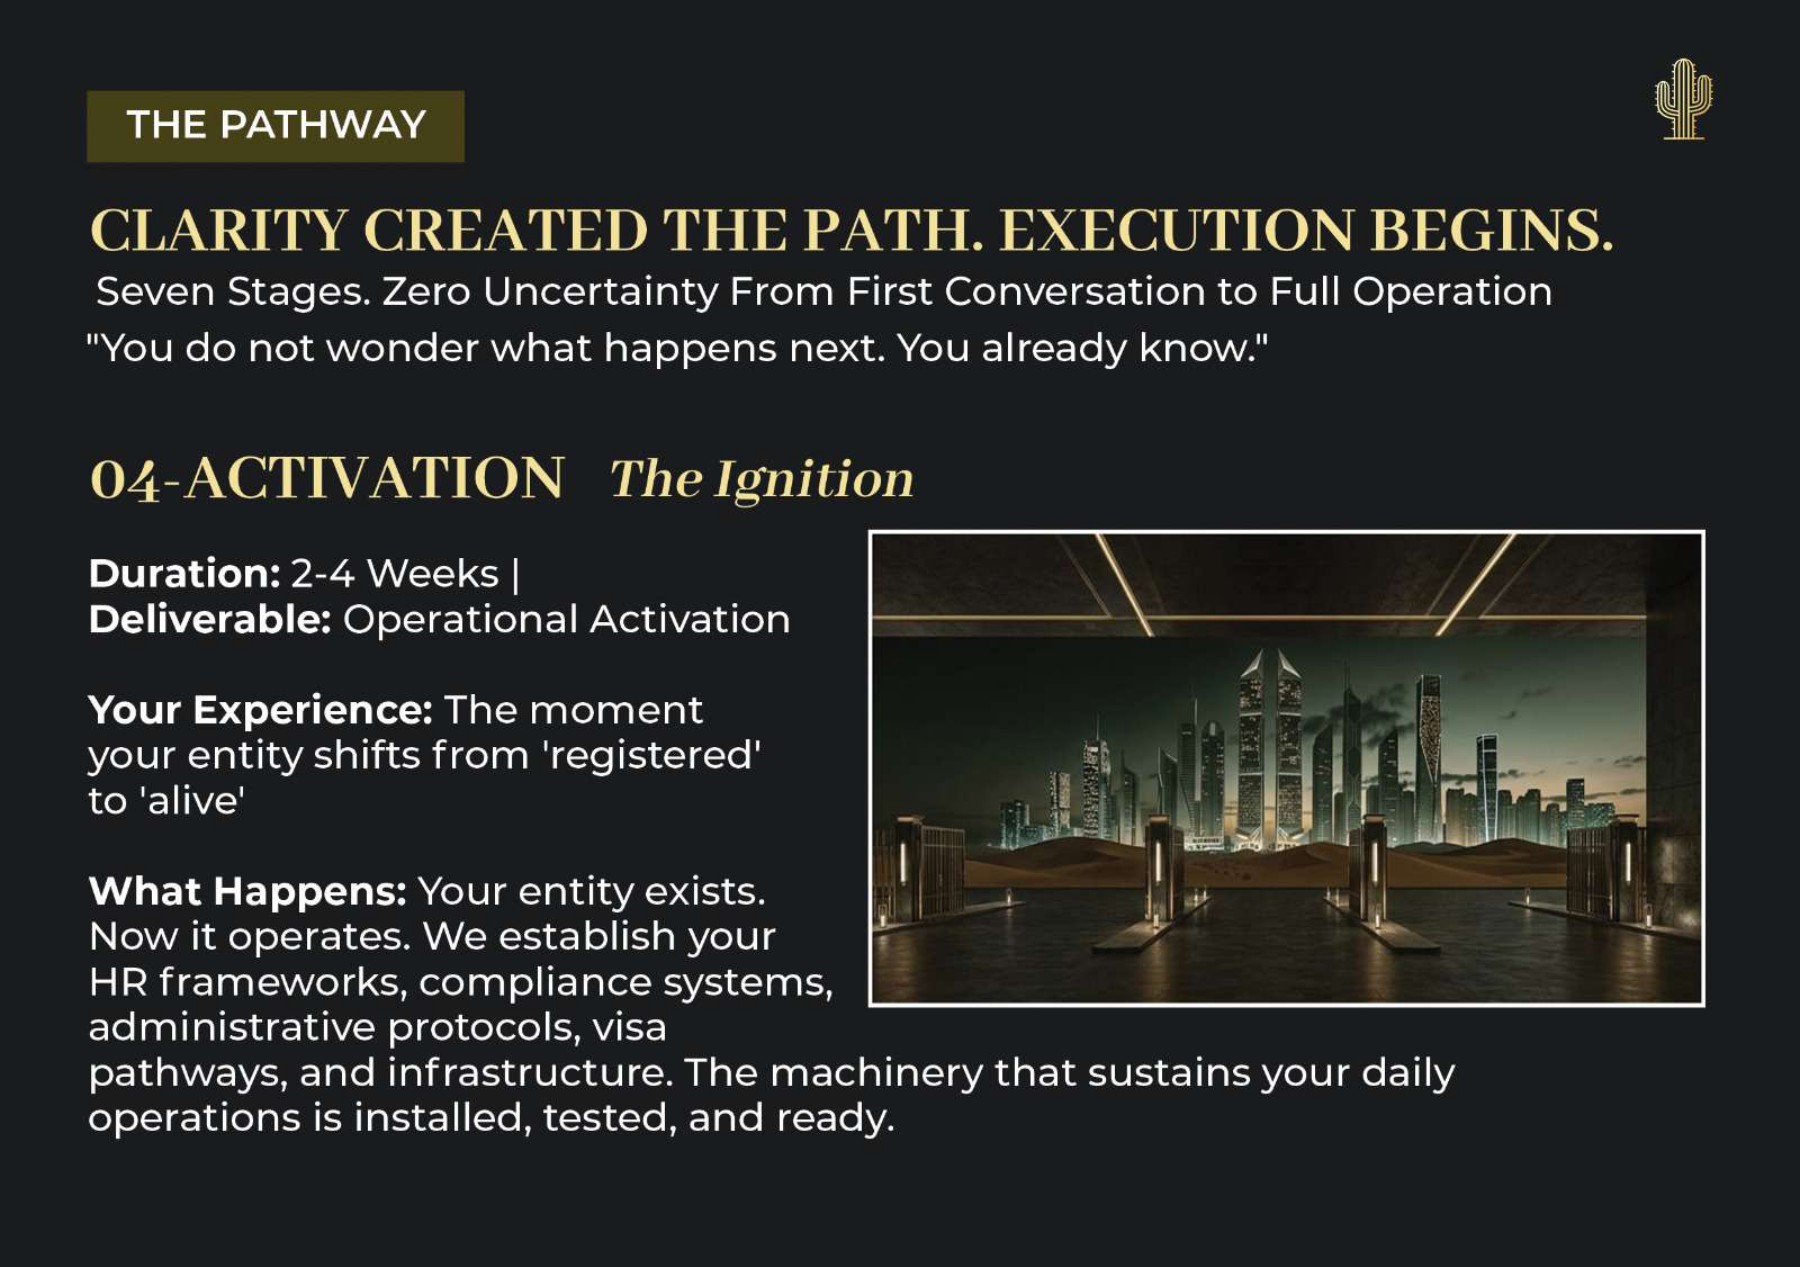 THE PATHWAY
CLARITY CREATED THE PATH. EXECUTION BEGINS.
Seven Stages. Zero Uncertainty From First Conversation to Full Operation
"You do not wonder what happens next. You already know."
04-ACTIVATION The Ignition
Duration: 2-4 Weeks |
Deliverable: Operational Activation
Your Experience: The moment
your entity shifts from 'registered'
to 'alive'
What Happens: Your entity exists.
Now it operates. We establish your
HR frameworks, compliance systems,
administrative protocols, visa
pathways, and infrastructure. The machinery that sustains your daily
operations is installed, tested, and ready.